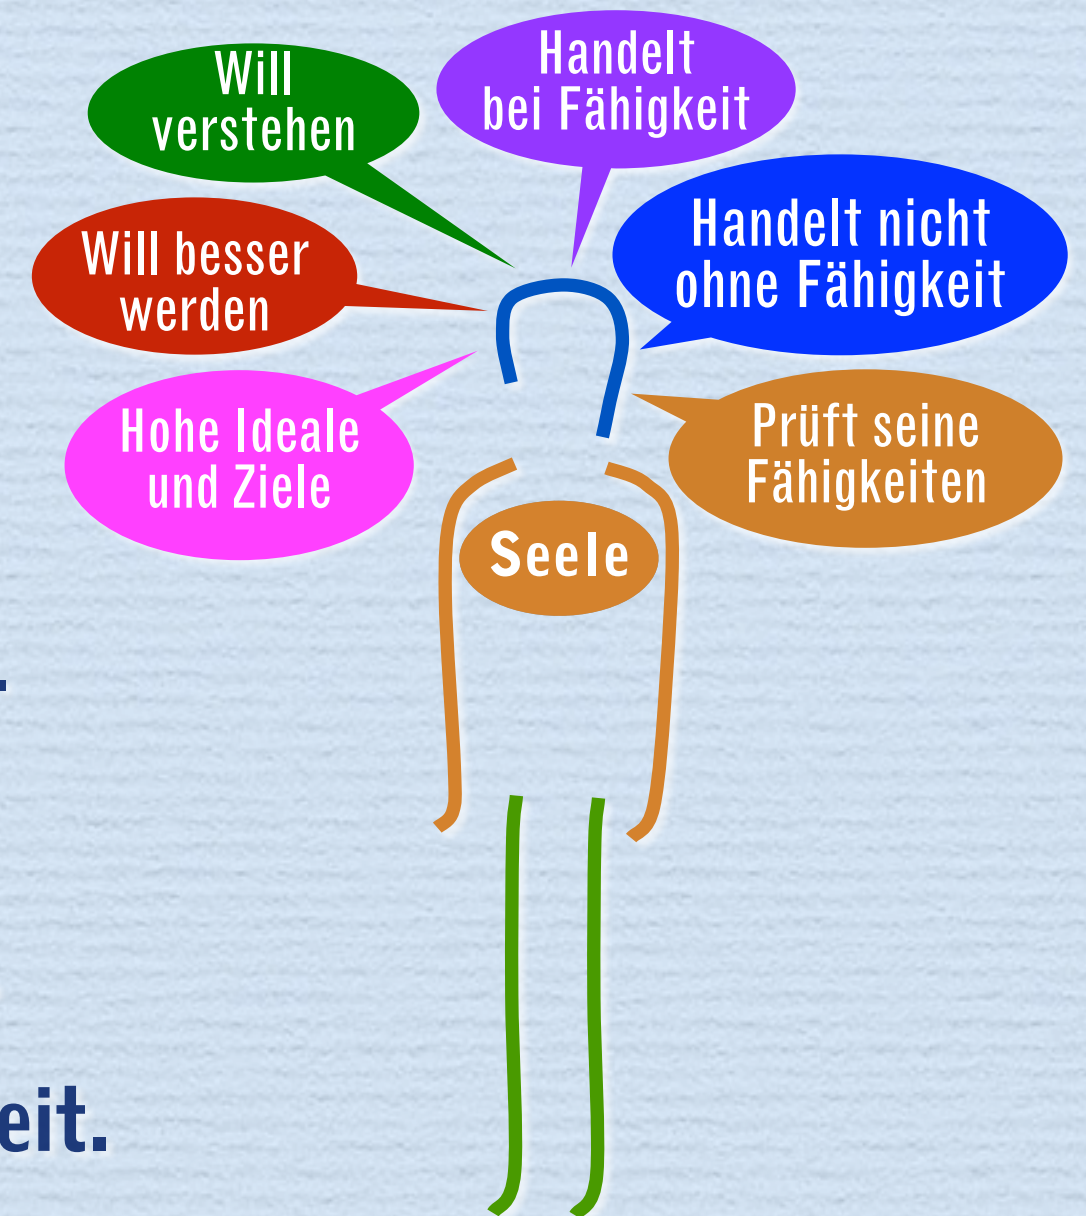 Will
verstehen
Handelt
bei Fähigkeit
Will besser
werden
Handelt nicht
ohne Fähigkeit
Hohe Ideale
und Ziele
Prüft seine
Fähigkeiten
Seele
eit.